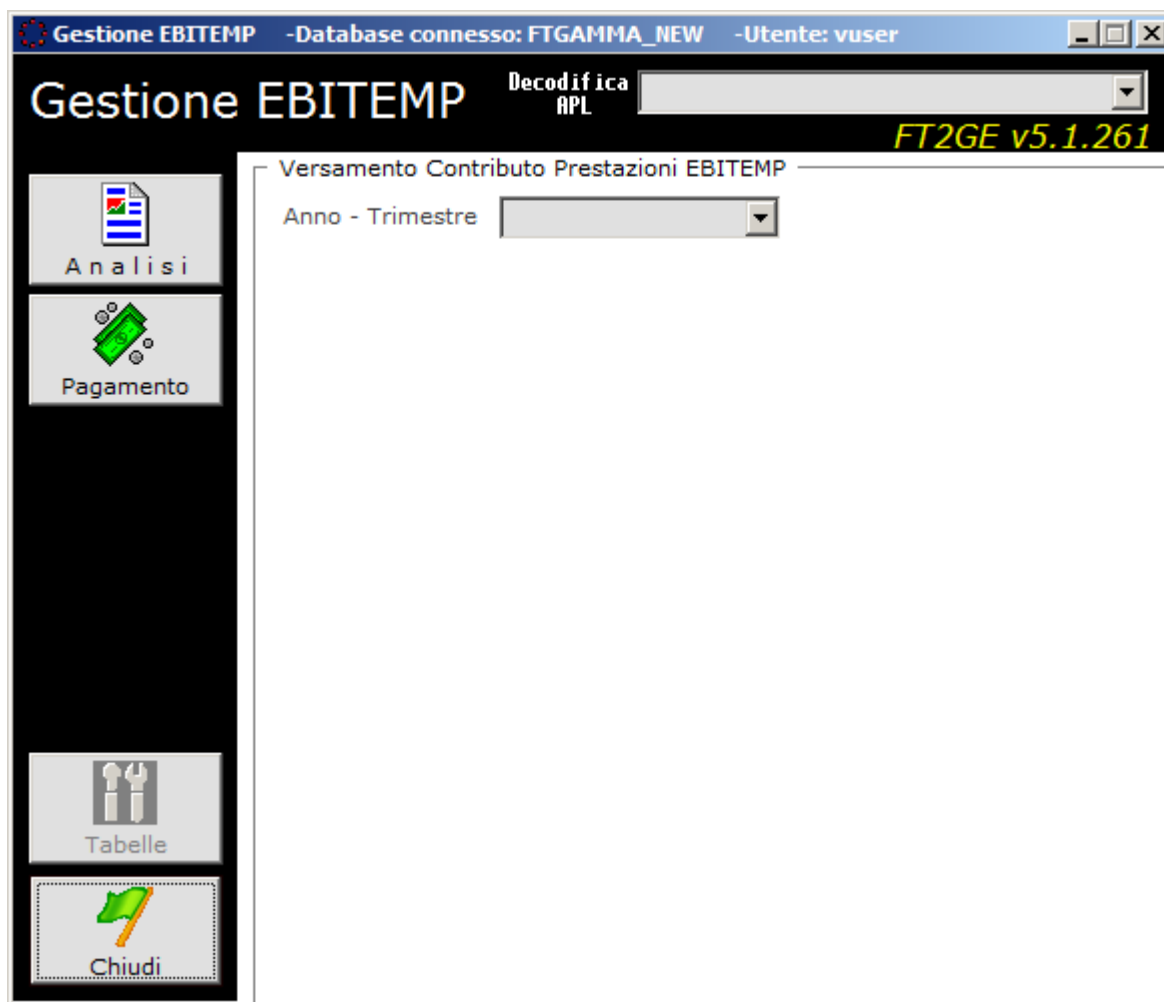 Gestione EBITEMP -Database connesso: FTGAMMA_NEW -Utente: vuser
Gestione EBITEMP
Decodifica
APL
FT2GE v5.1.261
Versamento Contributo Prestazioni EBITEMP
Anno - Trimestre
Analisi
Pagamento
Tabelle
Chiudi